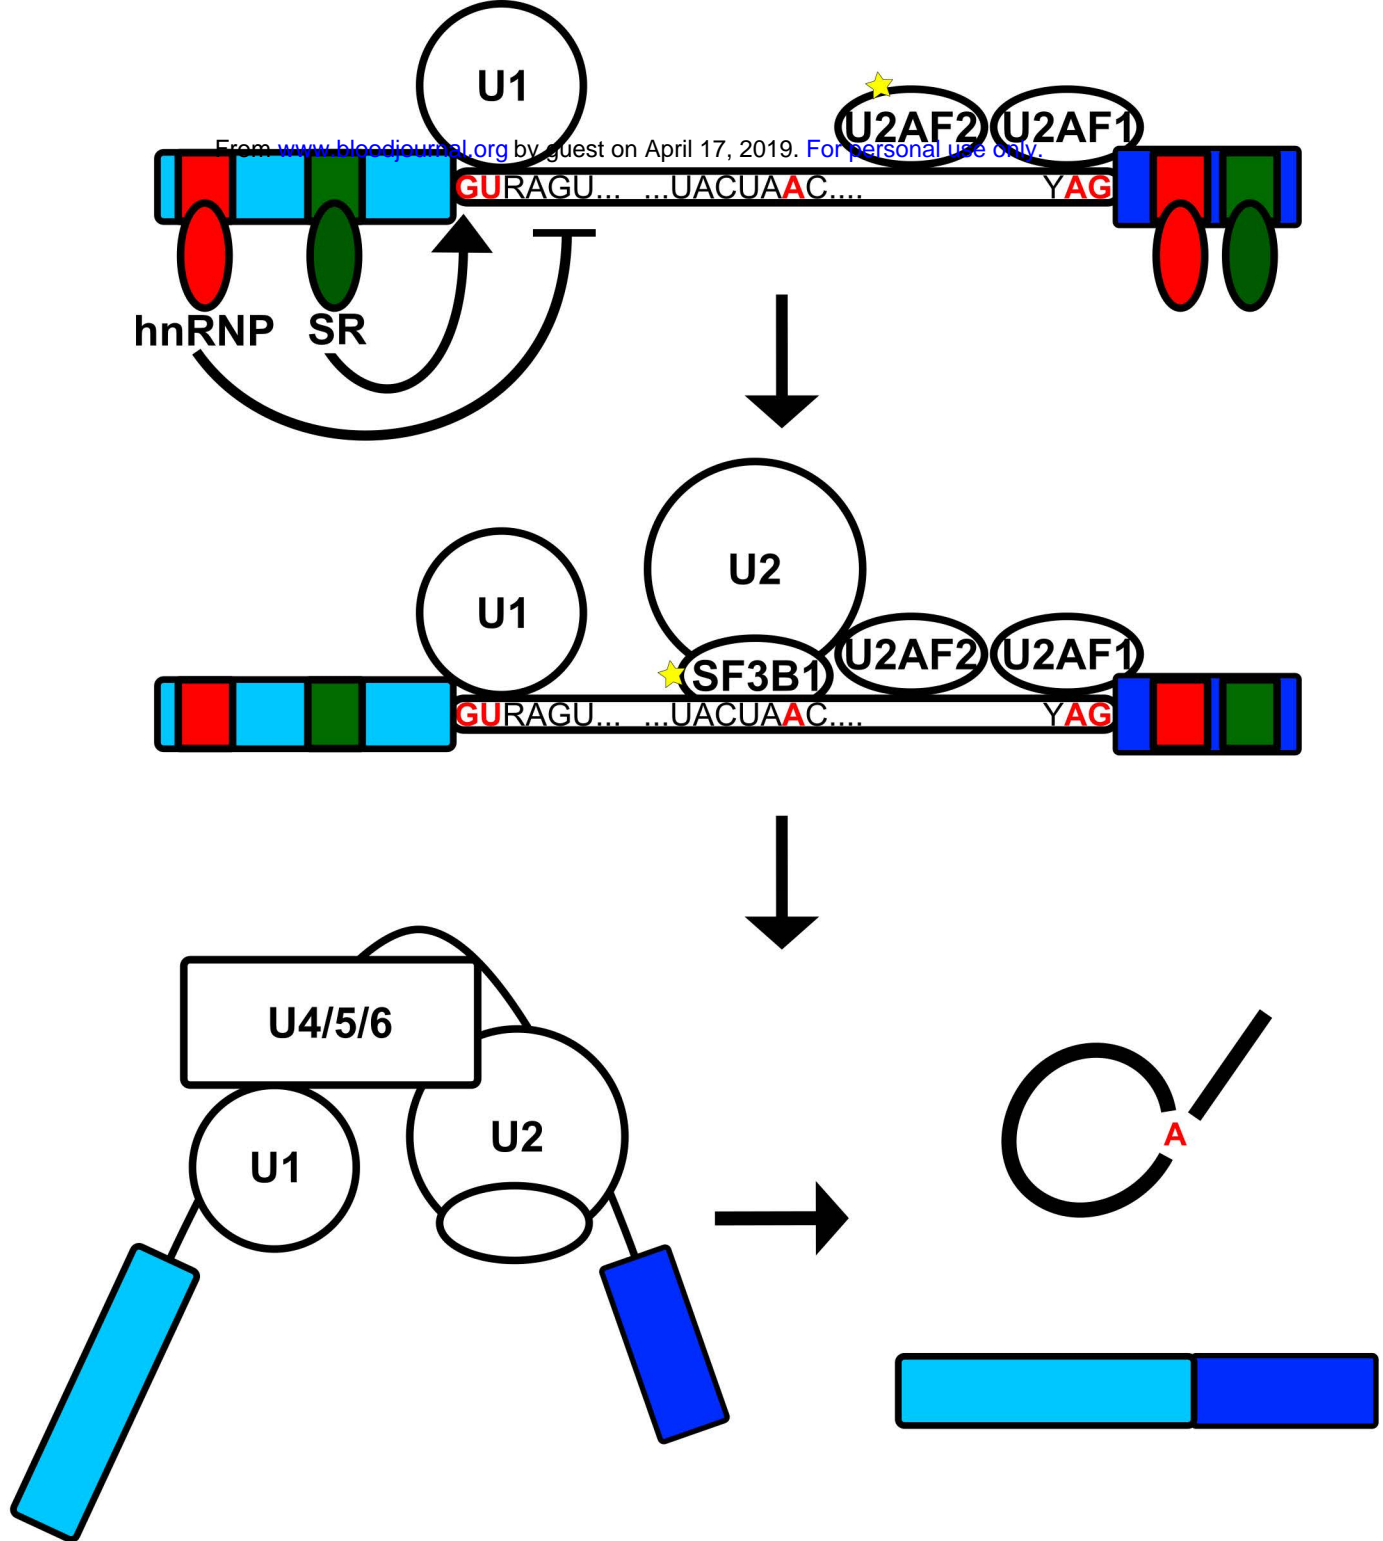 U1
U2AF2 U2AF1
From www.bloodjournal.org by guest on April 17, 2019. For personal use only.
GURAGU... ...UACUAAC.... YAG
hnRNP SR
U2
U1
U2AF2 U2AF1
SF3B1
GURAGU... ...UACUAAC.... YAG
U4/5/6
U2
U1
A